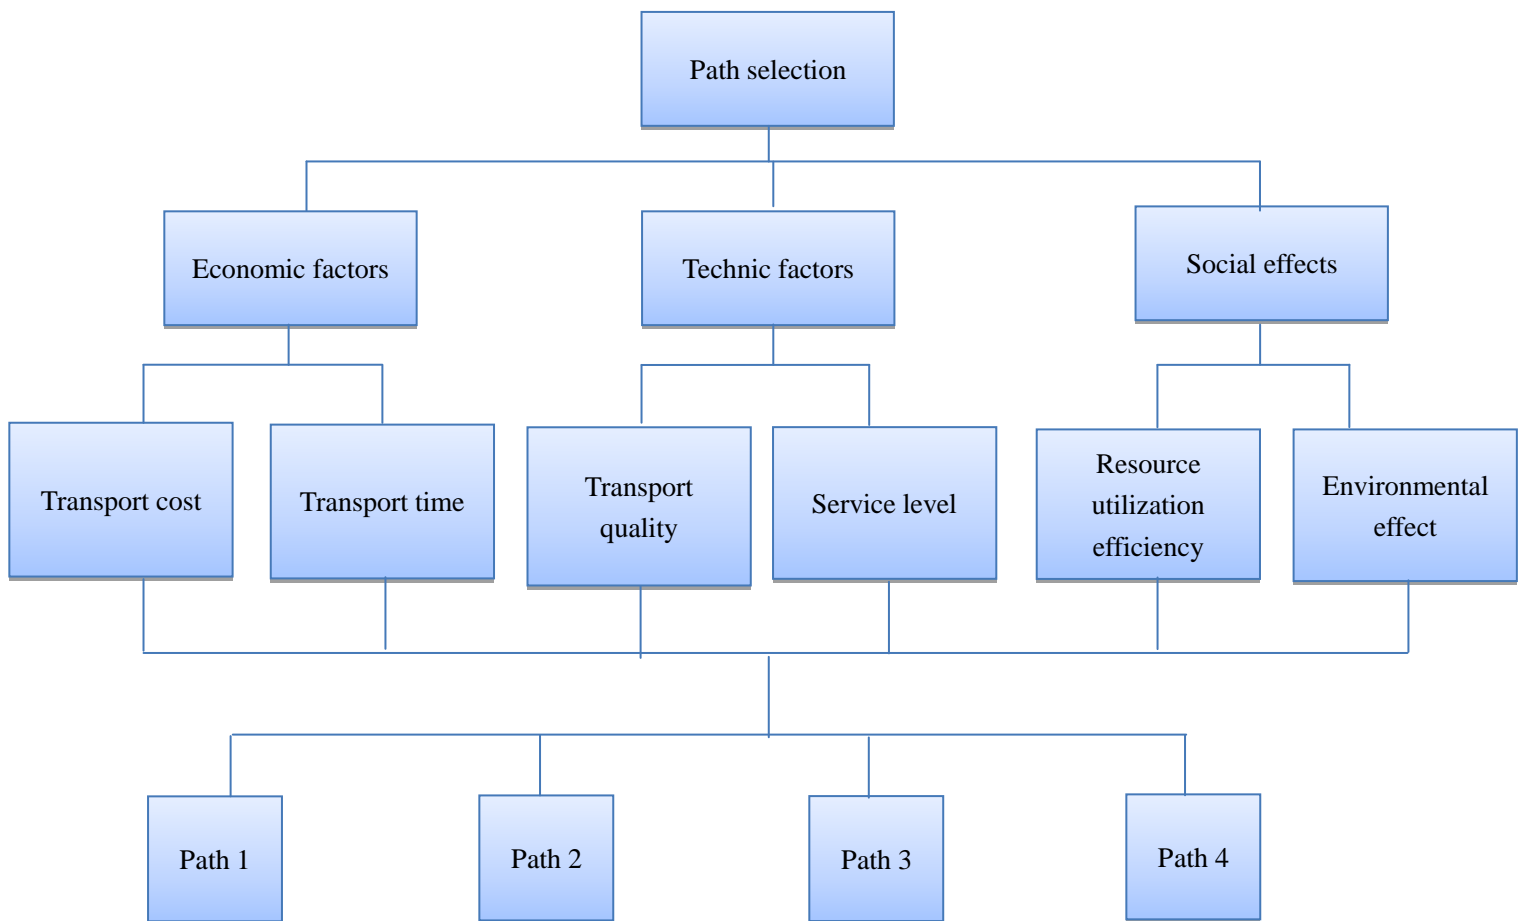 Path selection
Economic factors
Technic factors
Social effects
Transport cost
Transport time
Transport
quality
Service level
Resource
utilization
efficiency
Environmental
effect
Path 1
Path 2
Path 3
Path 4